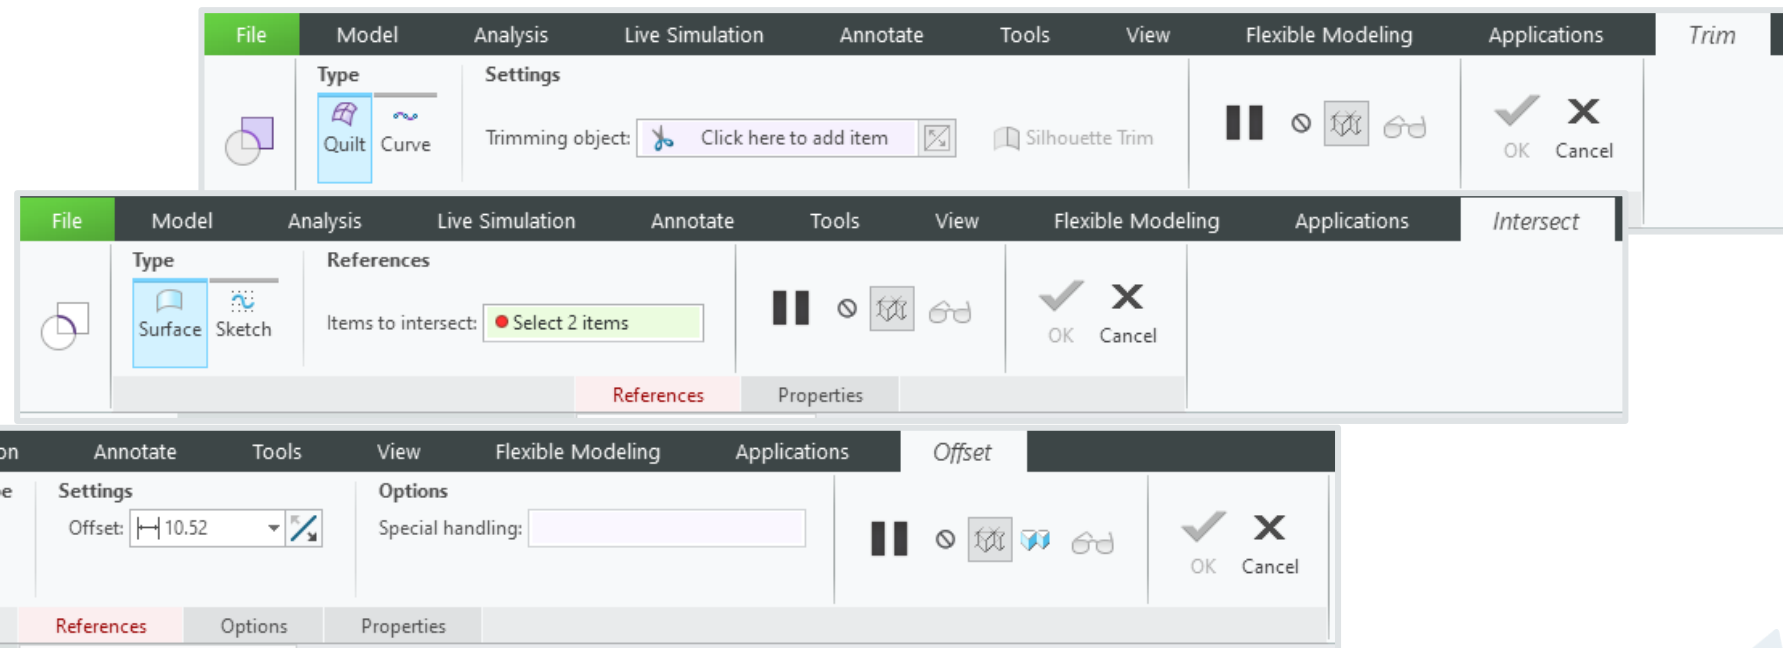 File Model Analysis Live Simulation Annotate Tools View Flexible Modeling Applications Trim
Type Settings
Quilt Curve Trimming object: Click here to add item Silhouette Trim OK Cancel
File Model Analysis Live Simulation Annotate Tools View Flexible Modeling Applications Intersect
Type References
Surface Sketch Items to intersect: Select 2 items OK Cancel
References Properties
on Annotate Tools View Flexible Modeling Applications Offset
pe Settings Options
Offset: 10.52 Special handling: OK Cancel
References Options Properties